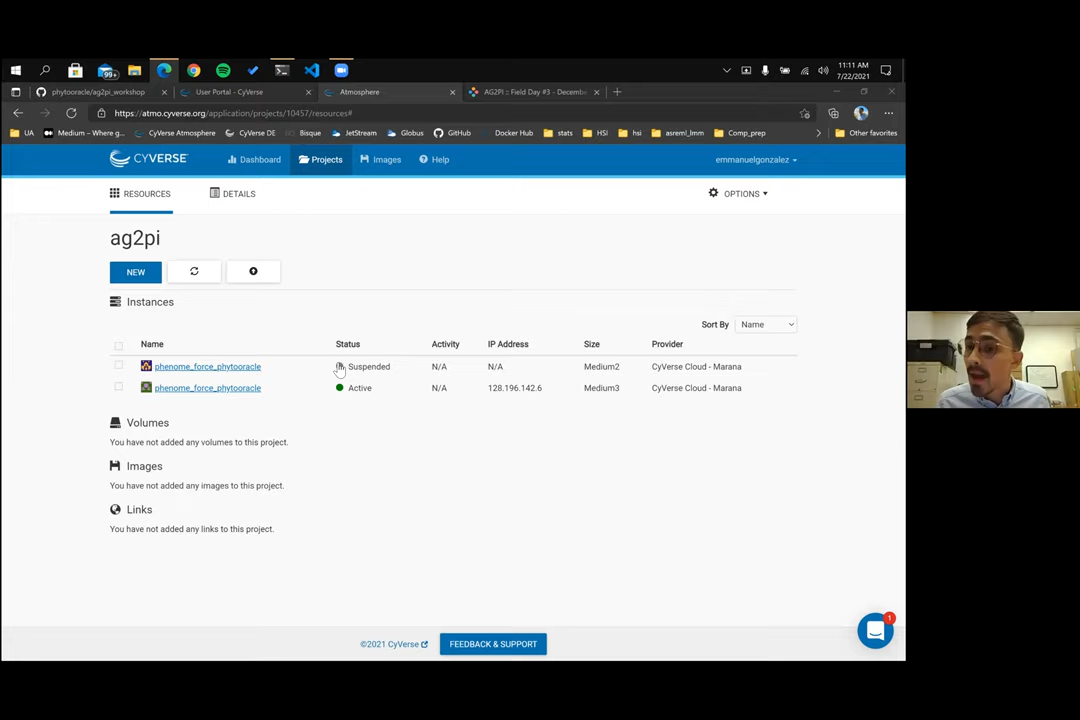 99+
11:11 AM
7/22/2021
phytooracle/ag2pi_workshop
User Portal - CyVerse
Atmosphere
AG2PI :: Field Day #3 - Decemb
https://atmo.cyverse.org/application/projects/10457/resources#
UA
Medium – Where g...
CyVerse Atmosphere
CyVerse DE
Bisque
JetStream
Globus
GitHub
Docker Hub
stats
HSI
hsi
asreml_lmm
Comp_prep
Other favorites
CYVERSE
Dashboard
Projects
Images
Help
emmanuelgonzalez
RESOURCES
DETAILS
OPTIONS
ag2pi
NEW
Instances
Sort By
Name
Name Status Activity IP Address Size Provider
phenome_force_phytooracle Suspended N/A N/A Medium2 CyVerse Cloud - Marana
phenome_force_phytooracle Active N/A 128.196.142.6 Medium3 CyVerse Cloud - Marana
Volumes
You have not added any volumes to this project.
Images
You have not added any images to this project.
Links
You have not added any links to this project.
1
©2021 CyVerse
FEEDBACK & SUPPORT